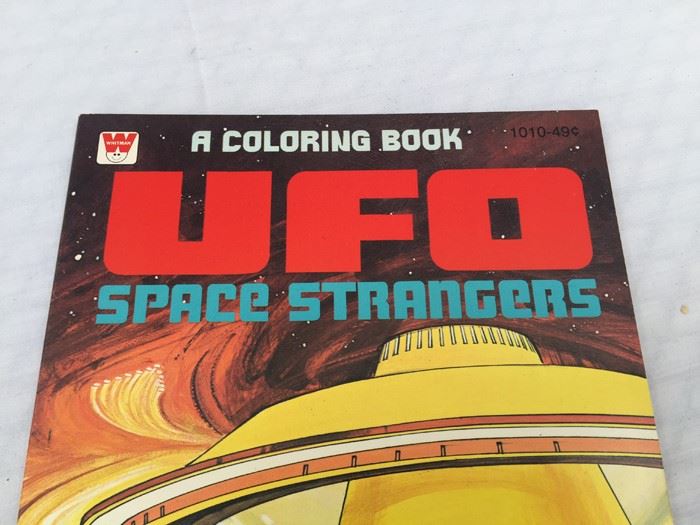 WHITMAN
A COLORING BOOK
1010-49¢
UFO
SPACE STRANGERS